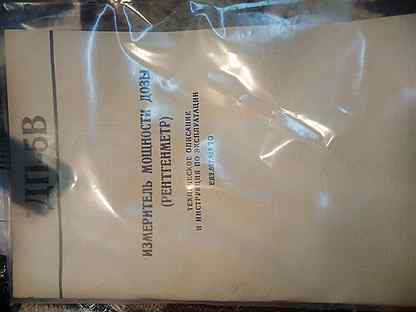 ДП-5В
ИЗМЕРИТЕЛЬ МОЩНОСТИ ДОЗЫ
(РЕНТГЕНМЕТР)
ТЕХНИЧЕСКОЕ ОПИСАНИЕ
И ИНСТРУКЦИЯ ПО ЭКСПЛУАТАЦИИ